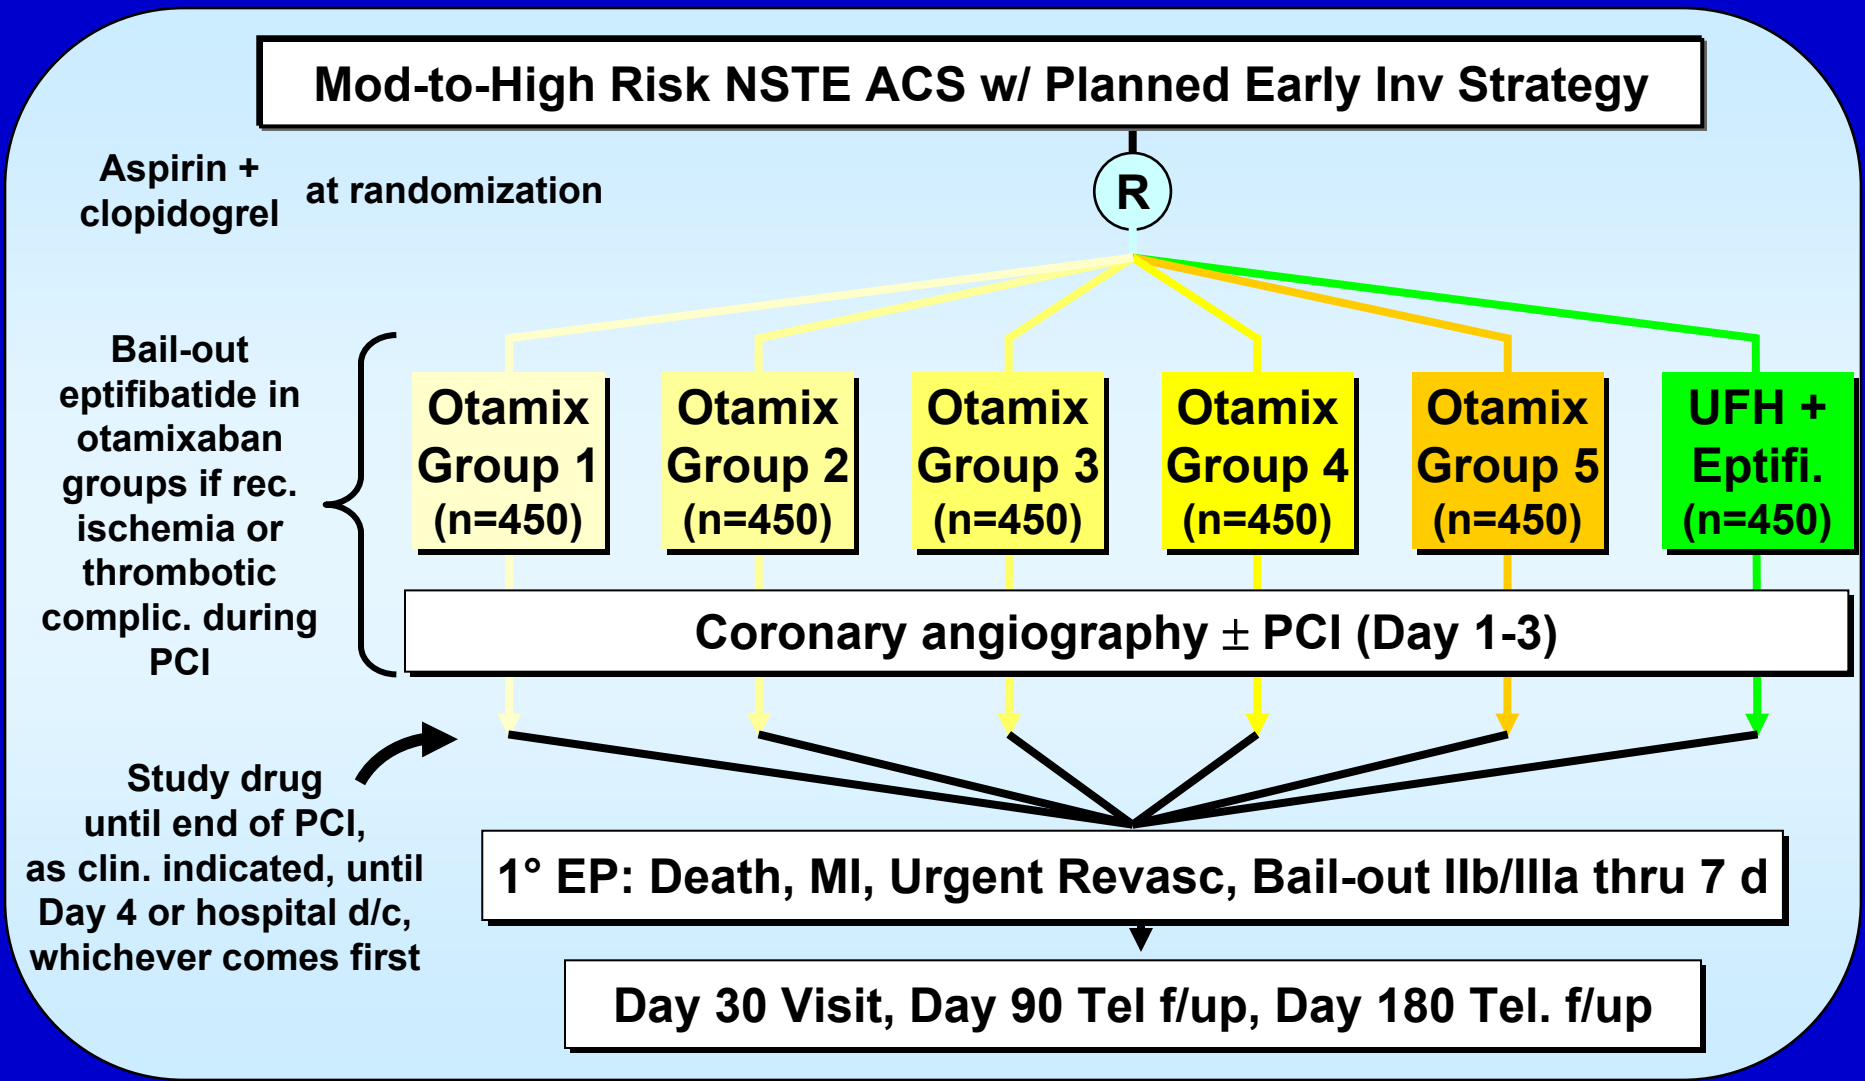 Mod-to-High Risk NSTE ACS w/ Planned Early Inv Strategy
Aspirin +
clopidogrel
at randomization
R
Bail-out
eptifibatide in
otamixaban
groups if rec.
ischemia or
thrombotic
complic. during
PCI
Otamix
Group 1
(n=450)
Otamix
Group 2
(n=450)
Otamix
Group 3
(n=450)
Otamix
Group 4
(n=450)
Otamix
Group 5
(n=450)
UFH +
Eptifi.
(n=450)
Coronary angiography ± PCI (Day 1-3)
Study drug
until end of PCI,
as clin. indicated, until
Day 4 or hospital d/c,
whichever comes first
1° EP: Death, MI, Urgent Revasc, Bail-out IIb/IIIa thru 7 d
Day 30 Visit, Day 90 Tel f/up, Day 180 Tel. f/up